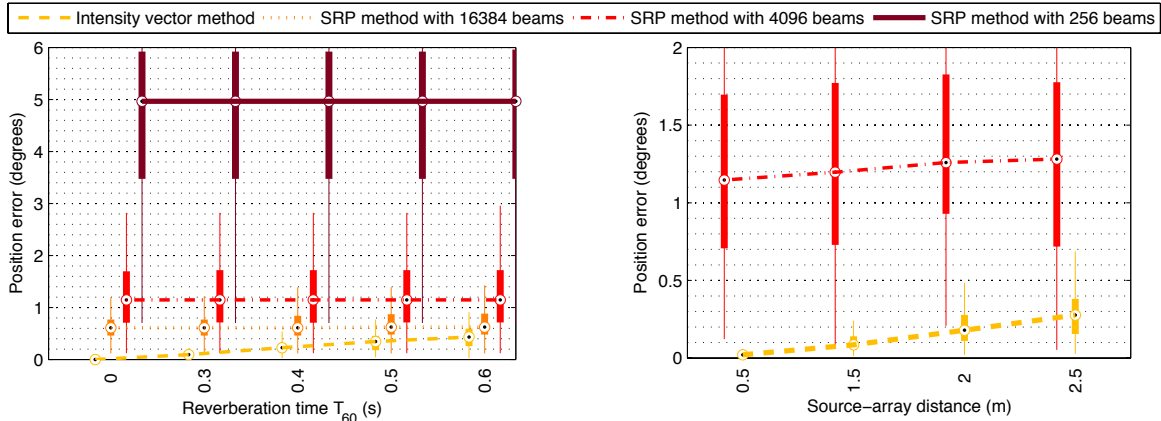 Intensity vector method SRP method with 16384 beams SRP method with 4096 beams SRP method with 256 beams
6
5
4
3
2
1
0
Position error (degrees)
0 0.3 0.4 0.5 0.6
Reverberation time T60 (s)
2
1.5
1
0.5
0
Position error (degrees)
0.5 1.5 2 2.5
Source−array distance (m)